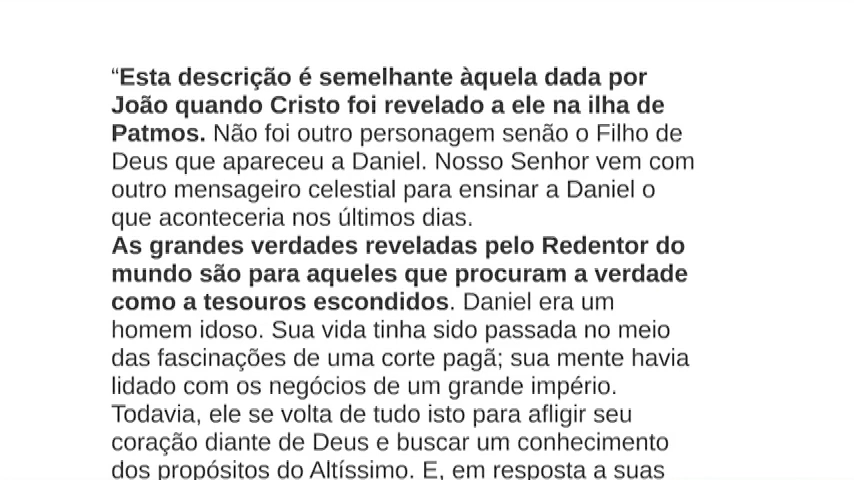 “Esta descrição é semelhante àquela dada por
João quando Cristo foi revelado a ele na ilha de
Patmos. Não foi outro personagem senão o Filho de
Deus que apareceu a Daniel. Nosso Senhor vem com
outro mensageiro celestial para ensinar a Daniel o
que aconteceria nos últimos dias.
As grandes verdades reveladas pelo Redentor do
mundo são para aqueles que procuram a verdade
como a tesouros escondidos. Daniel era um
homem idoso. Sua vida tinha sido passada no meio
das fascinações de uma corte pagã; sua mente havia
lidado com os negócios de um grande império.
Todavia, ele se volta de tudo isto para afligir seu
coração diante de Deus e buscar um conhecimento
dos propósitos do Altíssimo. E, em resposta a suas